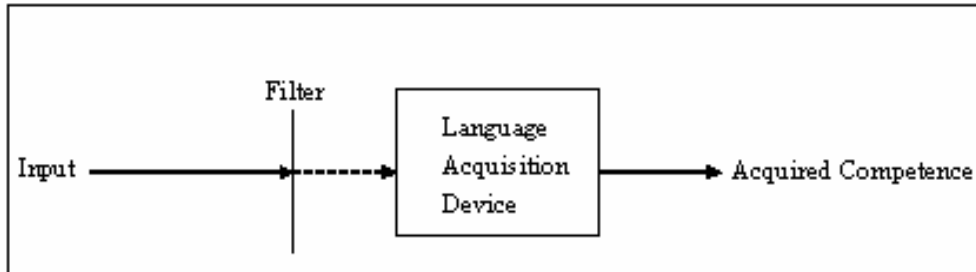 Filter
Input
Language
Acquisition
Device
Acquired Competence